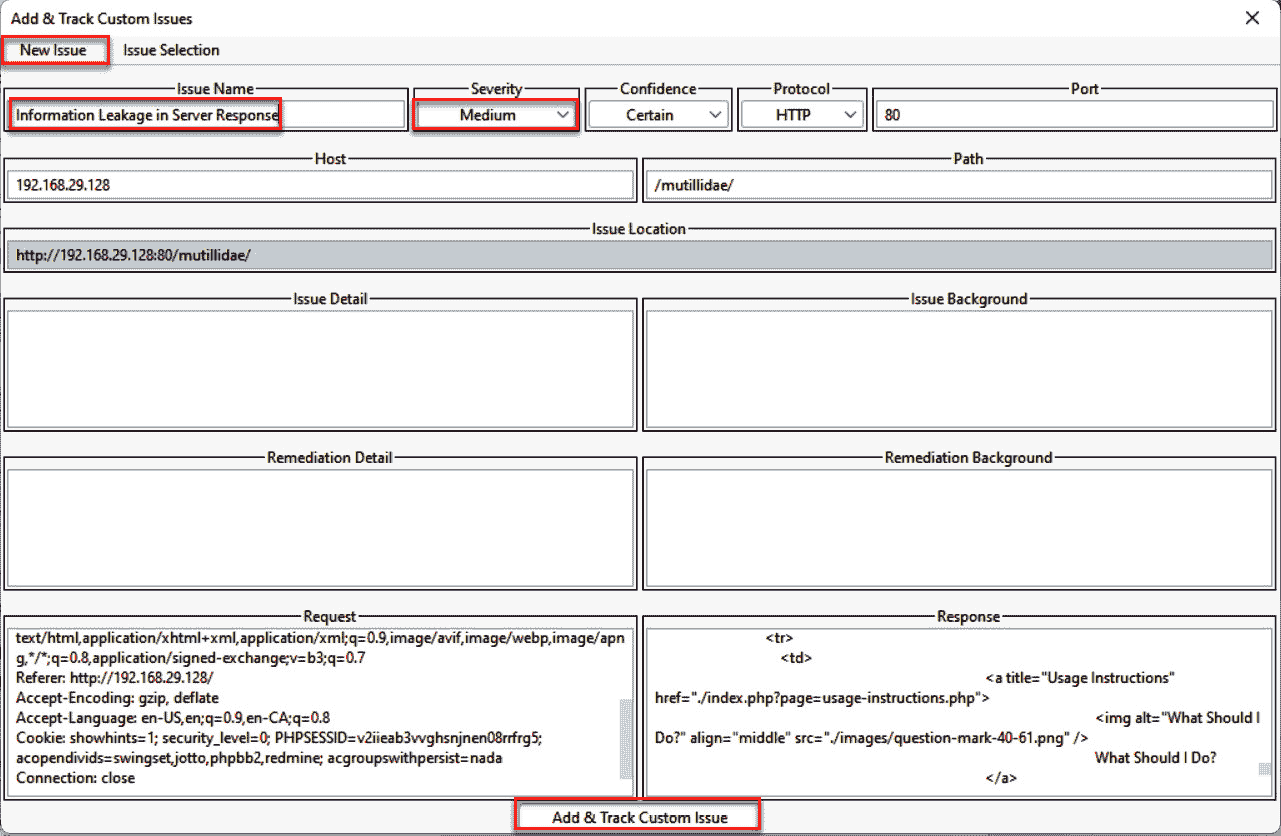 Add & Track Custom Issues
New Issue
Issue Selection
Issue Name
Severity
Confidence
Protocol
Port
Information Leakage in Server Response
Medium
Certain
HTTP
80
Host
Path
192.168.29.128
/mutillidae/
Issue Location
http://192.168.29.128:80/mutillidae/
Issue Detail
Issue Background
Remediation Detail
Remediation Background
Request
text/html,application/xhtml+xml,application/xml;q=0.9,image/avif,image/webp,image/apn
g,*/*;q=0.8,application/signed-exchange;v=b3;q=0.7
Referer: http://192.168.29.128/
Accept-Encoding: gzip, deflate
Accept-Language: en-US,en;q=0.9,en-CA;q=0.8
Cookie: showhints=1; security_level=0; PHPSESSID=v2iieab3vvghsnjnen08rrfrg5;
acopendivids=swingset,jotto,phpbb2,redmine; acgroupswithpersist=nada
Connection: close
Response
<tr>
<td>
<a title="Usage Instructions"
href="./index.php?page=usage-instructions.php">
<img alt="What Should I
Do?" align="middle" src="./images/question-mark-40-61.png" />
What Should I Do?
</a>
Add & Track Custom Issue